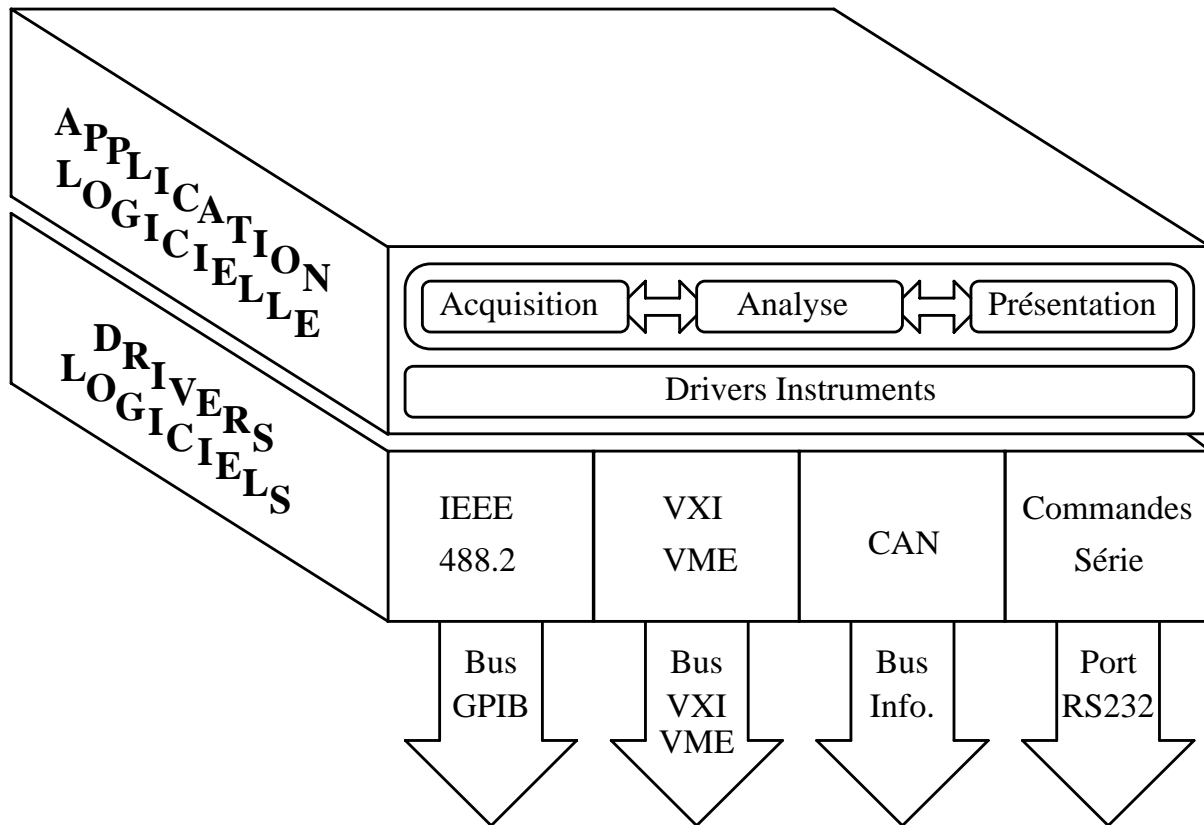 APPLICATION
LOGICIELLE
Acquisition
Analyse
Présentation
Drivers Instruments
DRIVERS
LOGICIELS
IEEE
488.2
VXI
VME
CAN
Commandes
Série
Bus
GPIB
Bus
VXI
VME
Bus
Info.
Port
RS232